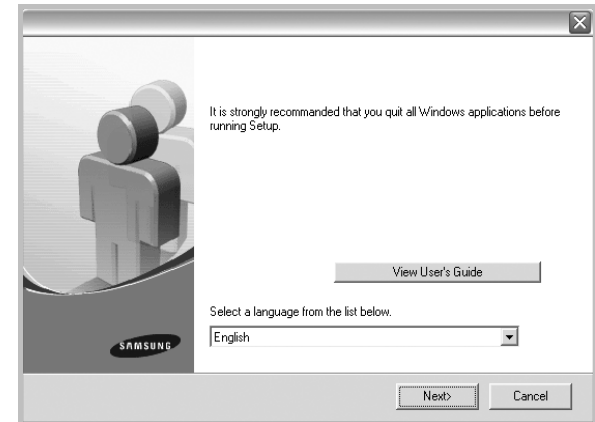 It is strongly recommanded that you quit all Windows applications before
running Setup.
View User's Guide
Select a language from the list below.
English
SAMSUNG
Next>
Cancel